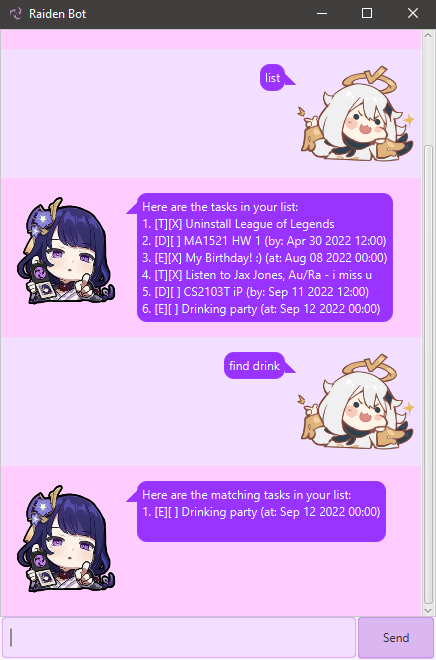 Raiden Bot
list
Here are the tasks in your list:
1. [T][X] Uninstall League of Legends
2. [D][ ] MA1521 HW 1 (by: Apr 30 2022 12:00)
3. [E][X] My Birthday! :) (at: Aug 08 2022 00:00)
4. [T][X] Listen to Jax Jones, Au/Ra - i miss u
5. [D][ ] CS2103T iP (by: Sep 11 2022 12:00)
6. [E][ ] Drinking party (at: Sep 12 2022 00:00)
find drink
Here are the matching tasks in your list:
1. [E][ ] Drinking party (at: Sep 12 2022 00:00)
Send